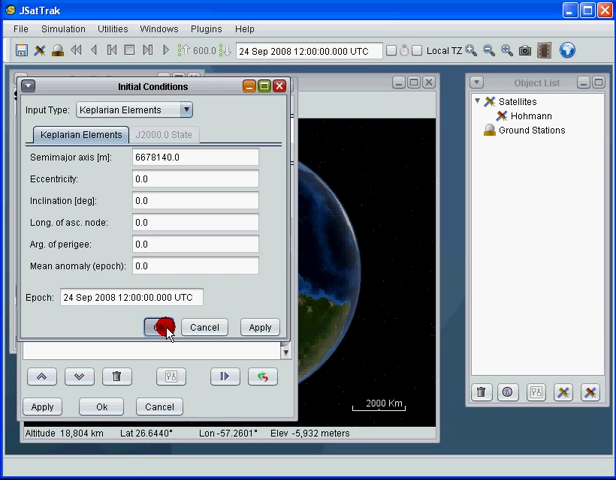 JSatTrak
File Simulation Utilities Windows Plugins Help
600.0 24 Sep 2008 12:00:00.000 UTC Local TZ
Initial Conditions
Object List
Input Type: Keplarian Elements
Satellites
Hohmann
Ground Stations
Keplarian Elements J2000.0 State
Semimajor axis [m]: 6678140.0
Eccentricity: 0.0
Inclination [deg]: 0.0
Long. of asc. node: 0.0
Arg. of perigee: 0.0
Mean anomaly (epoch): 0.0
Epoch: 24 Sep 2008 12:00:00.000 UTC
Cancel Apply
2000 Km
Apply Ok Cancel
Altitude 18,804 km Lat 26.6440° Lon -57.2601° Elev -5,932 meters